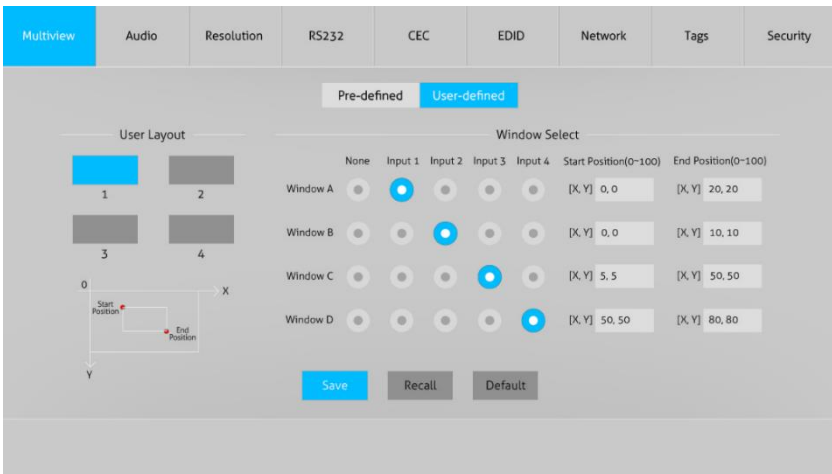 Multiview Audio Resolution RS232 CEC EDID Network Tags Security
Pre-defined User-defined
User Layout
1 2
3 4
0
X
Start
Position
End
Position
Y
Window Select
None Input 1 Input 2 Input 3 Input 4 Start Position(0~100) End Position(0~100)
Window A [X, Y] 0, 0 [X, Y] 20, 20
Window B [X, Y] 0, 0 [X, Y] 10, 10
Window C [X, Y] 5, 5 [X, Y] 50, 50
Window D [X, Y] 50, 50 [X, Y] 80, 80
Save Recall Default